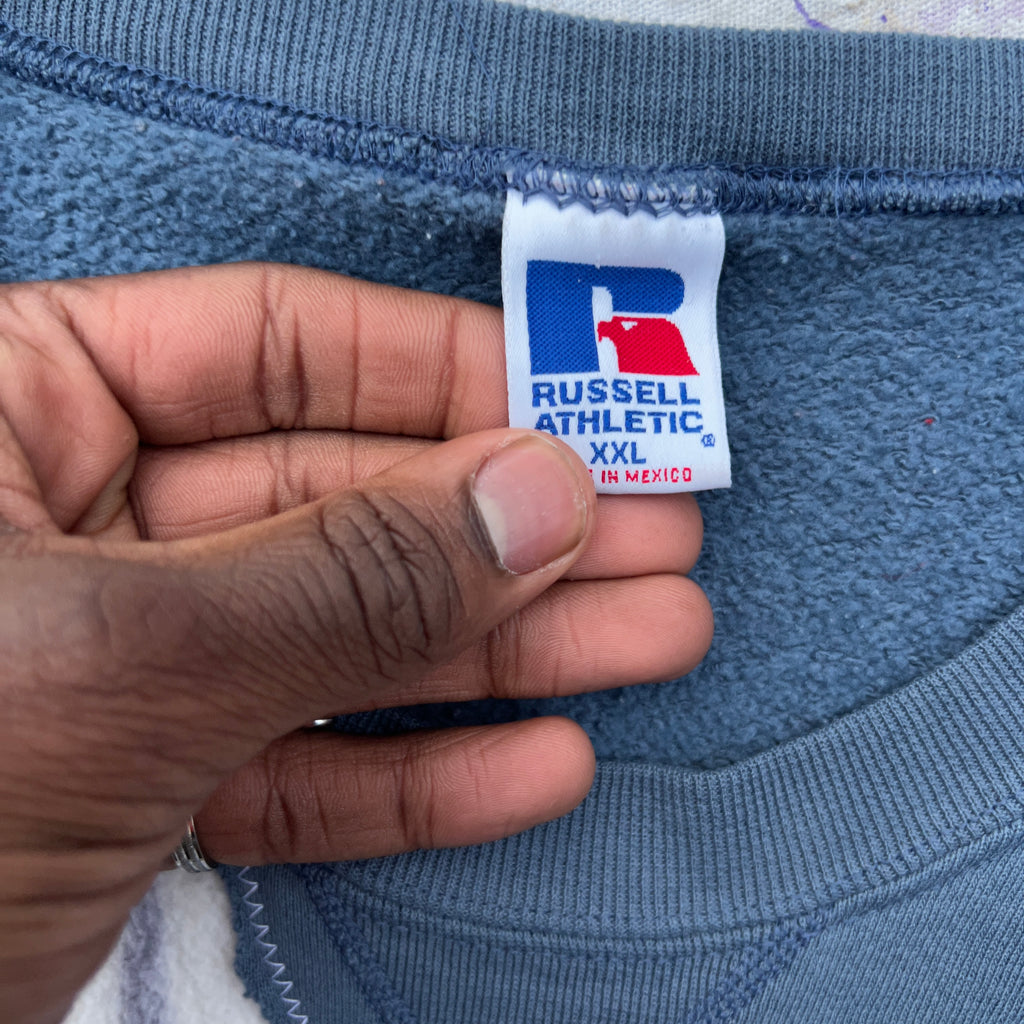 RUSSELL
ATHLETIC®
XXL
IN MEXICO